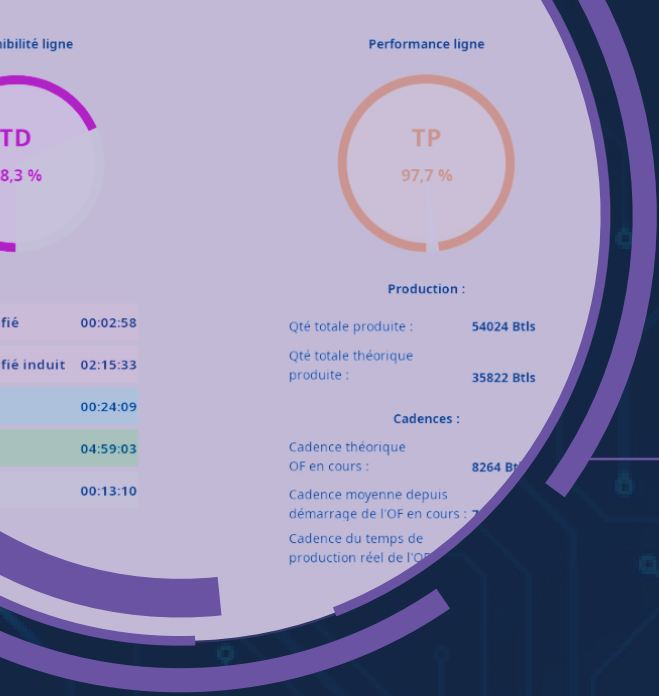 nibilité ligne
TD
8,3 %
fié 00:02:58
fié induit 02:15:33
00:24:09
04:59:03
00:13:10
Performance ligne
TP
97,7 %
Production :
Qté totale produite : 54024 Btls
Qté totale théorique
produite : 35822 Btls
Cadences :
Cadence théorique
OF en cours : 8264 Bt
Cadence moyenne depuis
démarrage de l'OF en cours : 7
Cadence du temps de
production réel de l'OF